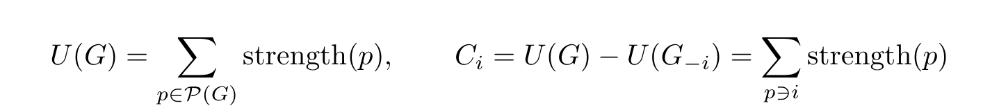 U(G) = ∑_{p∈𝒫(G)} strength(p),  C_i = U(G) − U(G_{−i}) = ∑_{p∋i} strength(p)